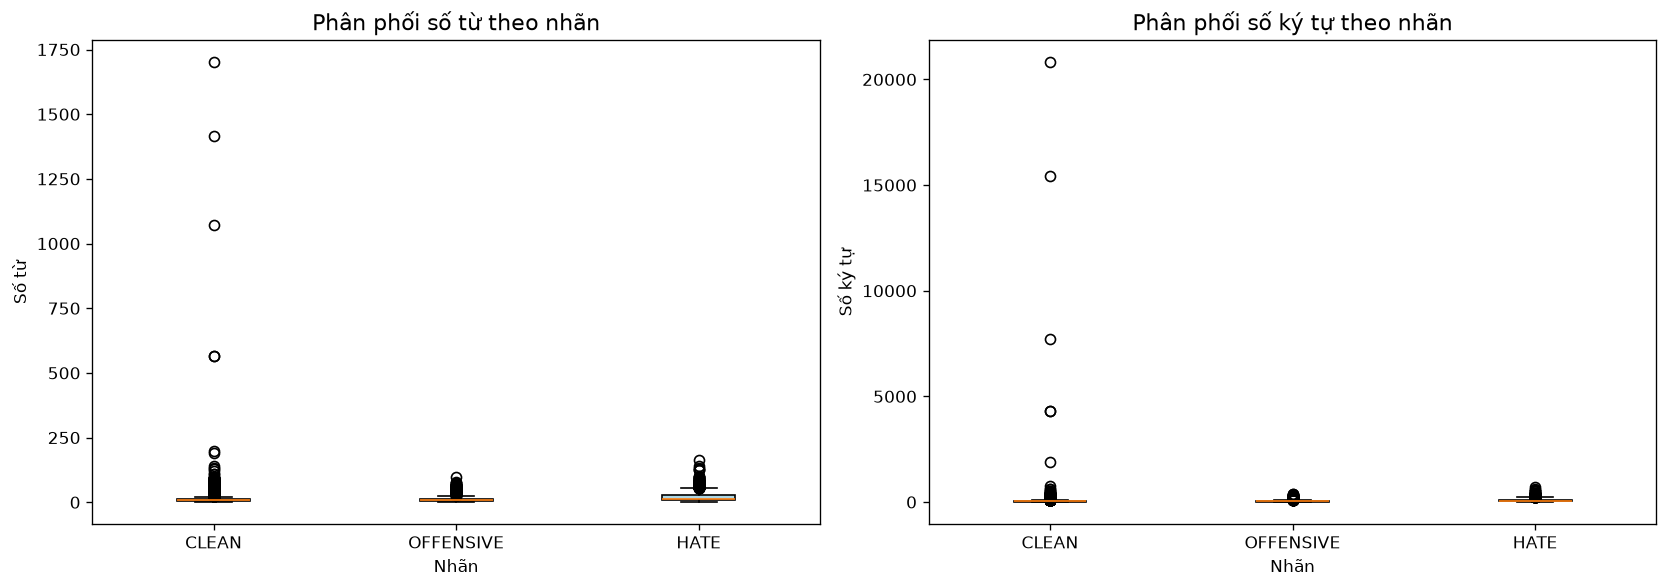 Phân phối số từ theo nhãn
1750
1500
1250
1000
750
500
250
0
Số từ
CLEAN
OFFENSIVE
HATE
Nhãn
Phân phối số ký tự theo nhãn
20000
15000
10000
5000
0
Số ký tự
CLEAN
OFFENSIVE
HATE
Nhãn